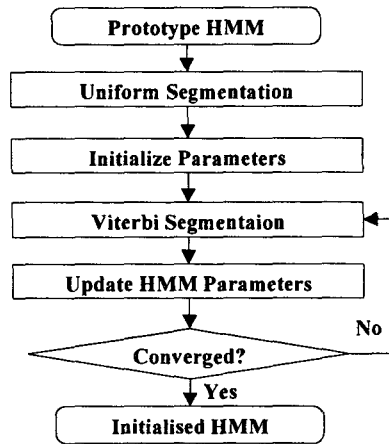 Prototype HMM
Uniform Segmentation
Initialize Parameters
Viterbi Segmentaion
Update HMM Parameters
Converged?
No
Yes
Initialised HMM